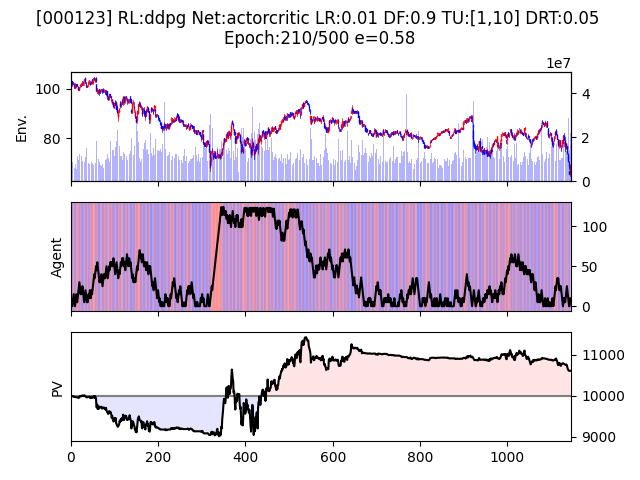 [000123] RL:ddpg Net:actorcritic LR:0.01 DF:0.9 TU:[1,10] DRT:0.05
Epoch:210/500 e=0.58
1e7
Env.
100
80
4
2
0
Agent
100
50
0
PV
11000
10000
9000
0 200 400 600 800 1000